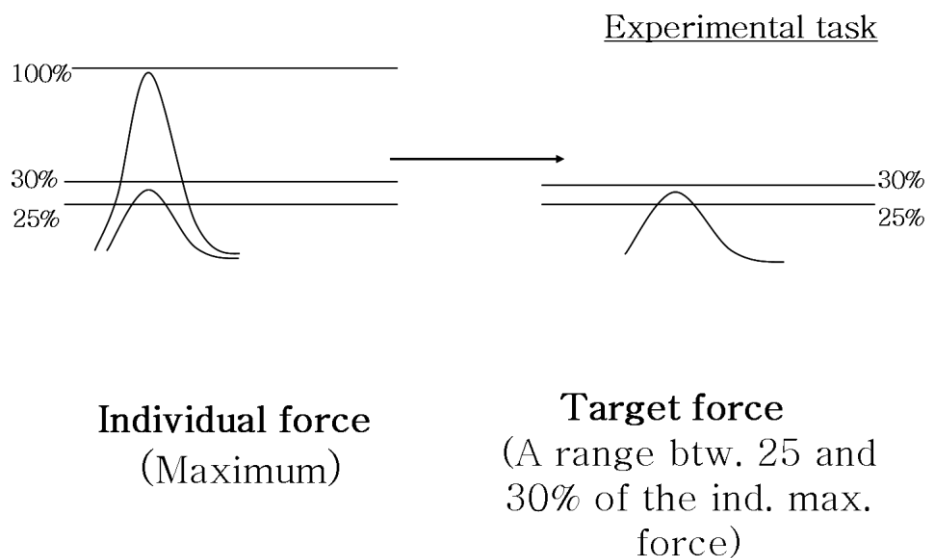 Experimental task
100%
30%
25%
30%
25%
Individual force
(Maximum)
Target force
(A range btw. 25 and
30% of the ind. max.
force)